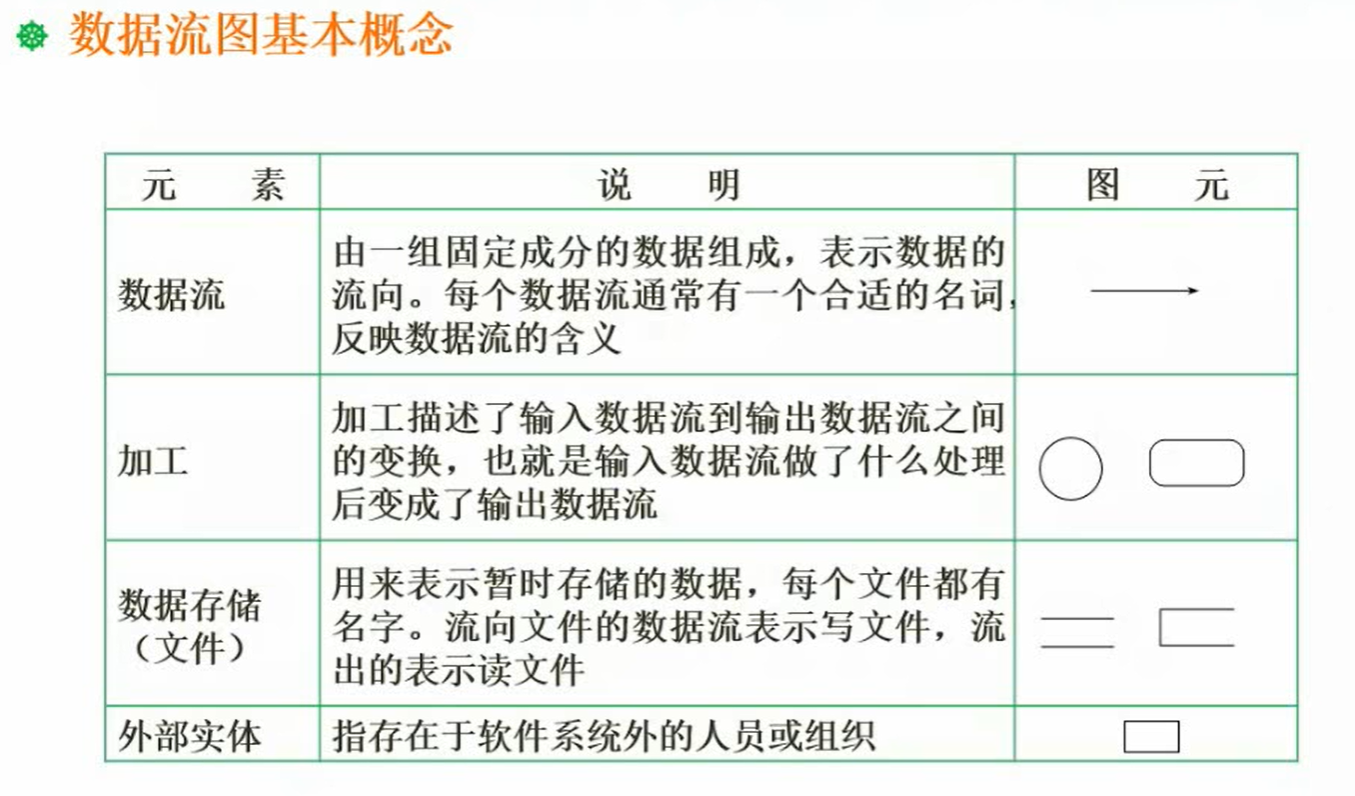 数据流图基本概念
元 素 说 明 图 元
数据流
由一组固定成分的数据组成，表示数据的
流向。每个数据流通常有一个合适的名词，
反映数据流的含义
加工
加工描述了输入数据流到输出数据流之间
的变换，也就是输入数据流做了什么处理
后变成了输出数据流
数据存储
（文件）
用来表示暂时存储的数据，每个文件都有
名字。流向文件的数据流表示写文件，流
出的表示读文件
外部实体
指存在于软件系统外的人员或组织